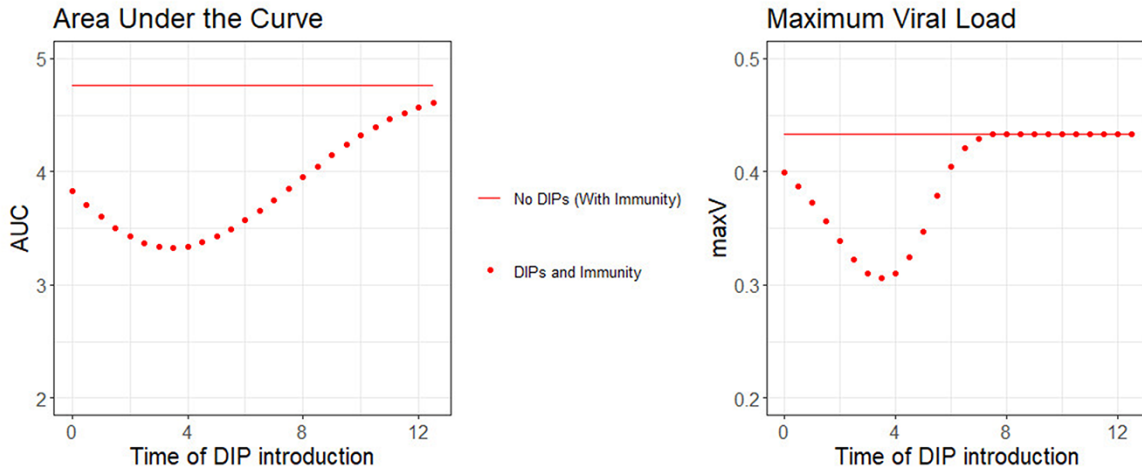 Area Under the Curve
5
4
3
2
AUC
0
4
8
12
Time of DIP introduction
No DIPs (With Immunity)
DIPs and Immunity
Maximum Viral Load
0.5
0.4
0.3
0.2
maxV
0
4
8
12
Time of DIP introduction